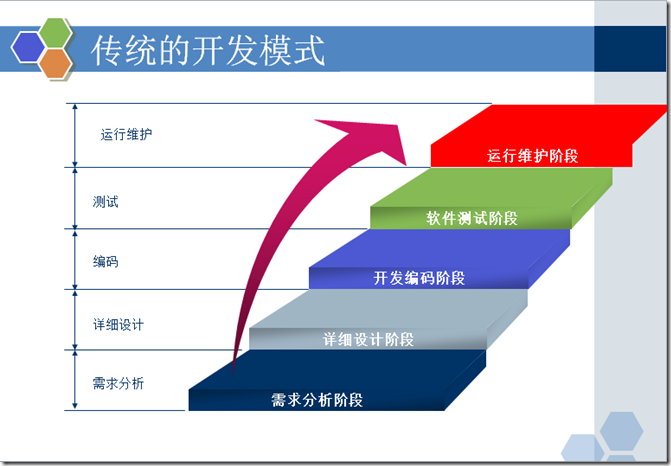 传统的开发模式
运行维护
运行维护阶段
测试
软件测试阶段
编码
开发编码阶段
详细设计
详细设计阶段
需求分析
需求分析阶段